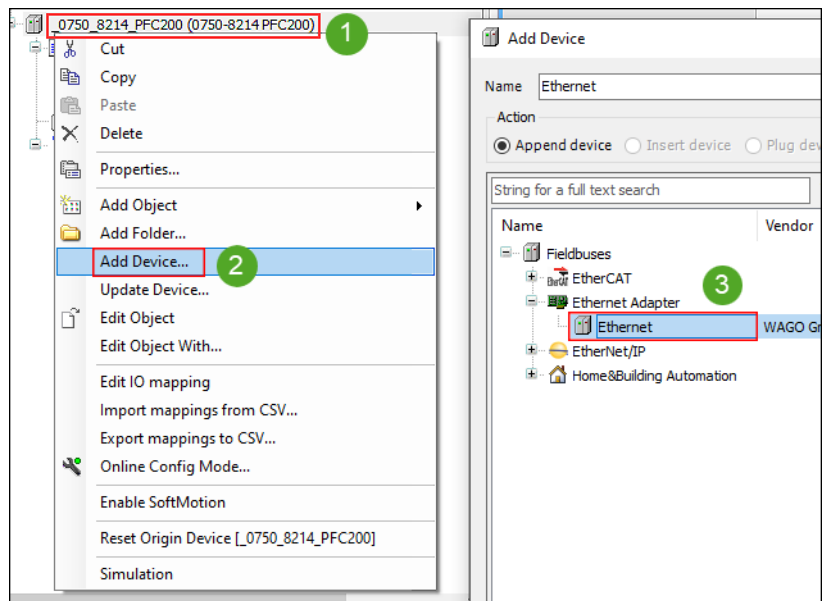 _0750_8214_PFC200 (0750-8214 PFC200)
1
Cut
Copy
Paste
Delete
Properties...
Add Object
Add Folder...
Add Device...
2
Update Device...
Edit Object
Edit Object With...
Edit IO mapping
Import mappings from CSV...
Export mappings to CSV...
Online Config Mode...
Enable SoftMotion
Reset Origin Device [_0750_8214_PFC200]
Simulation
Add Device
Name Ethernet
Action
Append device Insert device Plug dev
String for a full text search
Name Vendor
Fieldbuses
EtherCAT
3
Ethernet Adapter
Ethernet WAGO Gr
EtherNet/IP
Home&Building Automation